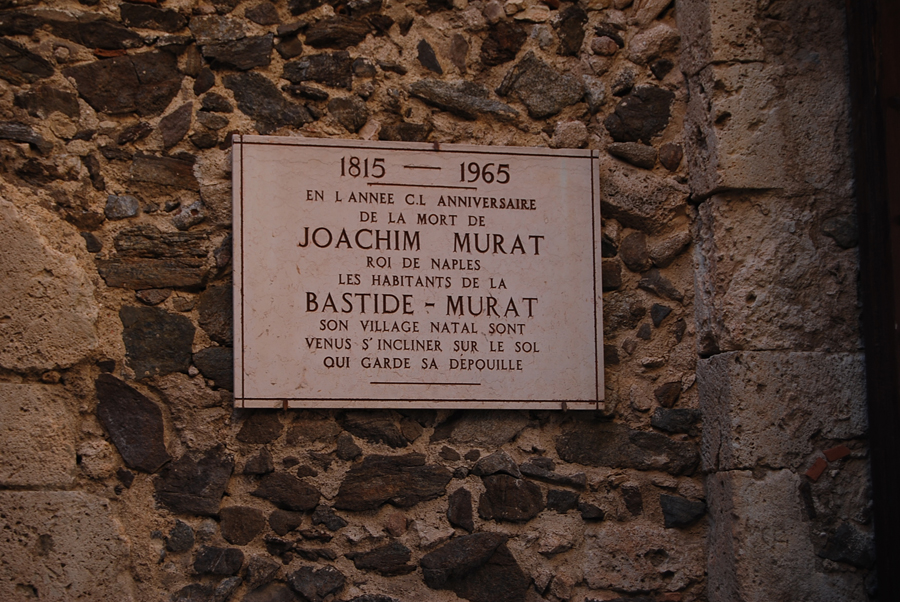 1815 — 1965
EN L ANNEE C.L ANNIVERSAIRE
DE LA MORT DE
JOACHIM MURAT
ROI DE NAPLES
LES HABITANTS DE LA
BASTIDE - MURAT
SON VILLAGE NATAL SONT
VENUS S'INCLINER SUR LE SOL
QUI GARDE SA DÉPOUILLE